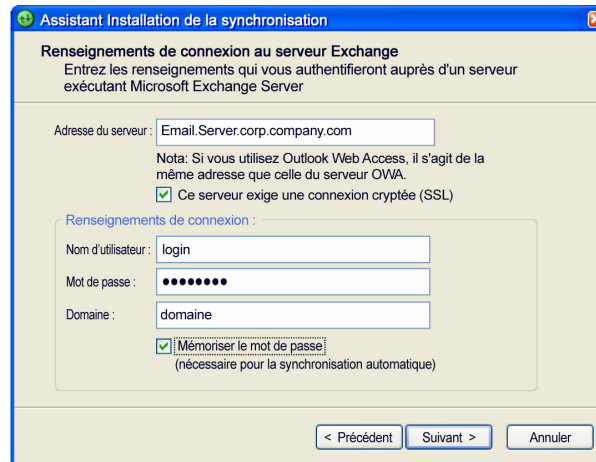 Assistant Installation de la synchronisation
Renseignements de connexion au serveur Exchange
Entrez les renseignements qui vous authentifieront auprès d'un serveur
exécutant Microsoft Exchange Server
Adresse du serveur : Email.Server.corp.company.com
Nota: Si vous utilisez Outlook Web Access, il s'agit de la
même adresse que celle du serveur OWA.
Ce serveur exige une connexion cryptée (SSL)
Renseignements de connexion :
Nom d'utilisateur : login
Mot de passe : ●●●●●●●●
Domaine : domaine
Mémoriser le mot de passe
(nécessaire pour la synchronisation automatique)
< Précédent Suivant > Annuler